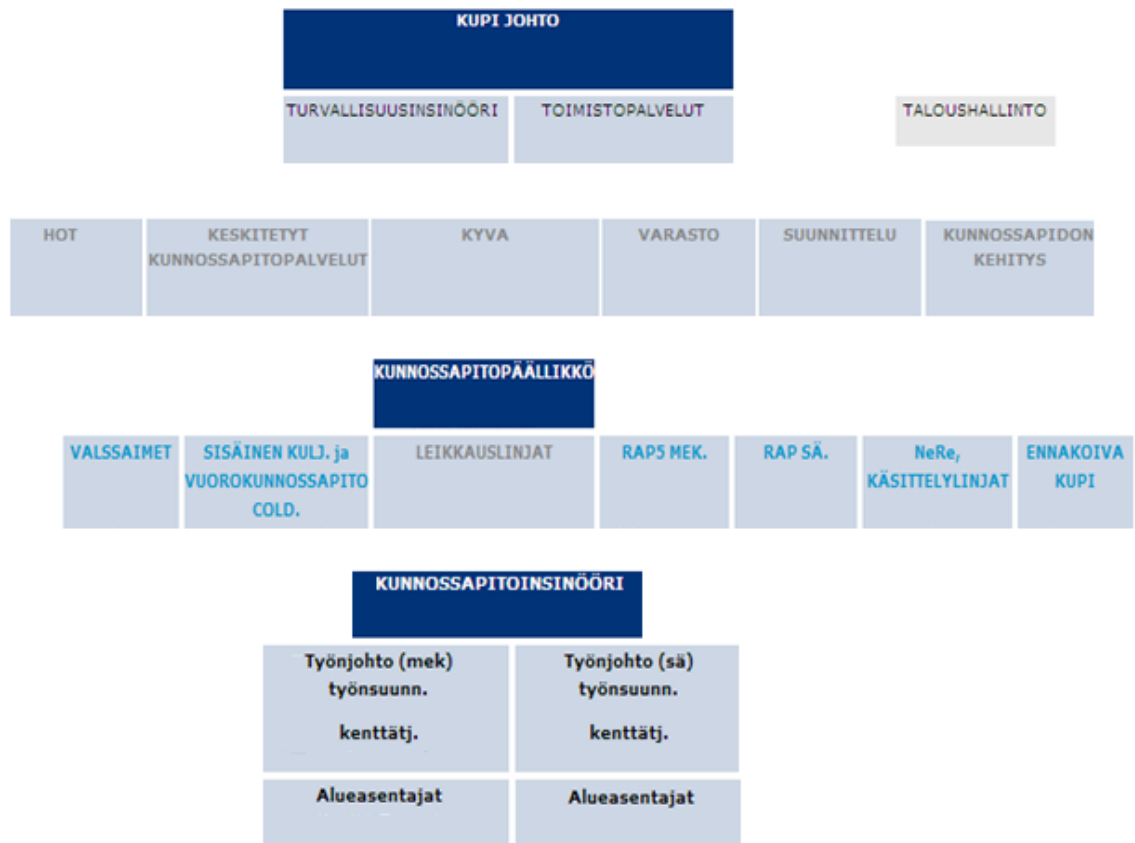 KUPI JOHTO
TURVALLISUUSINSINÖÖRI
TOIMISTOPALVELUT
TALOUSHALLINTO
HOT
KESKITETYT
KUNNOSSAPITOPALVELUT
KYVA
VARASTO
SUUNNITTELU
KUNNOSSAPIDON
KEHITYS
KUNNOSSAPITOPÄÄLLIKKÖ
VALSSAIMET
SISÄINEN KULJ. ja
VUOROKUNNOSSAPITO
COLD.
LEIKKAUSLINJAT
RAP5 MEK.
RAP SÄ.
NeRe,
KÄSITTELYLINJAT
ENNAKOIVA
KUPI
KUNNOSSAPITOINSINÖÖRI
Työnjohto (mek)
työnsuunn.
kenttätj.
Työnjohto (sä)
työnsuunn.
kenttätj.
Alueasentajat
Alueasentajat